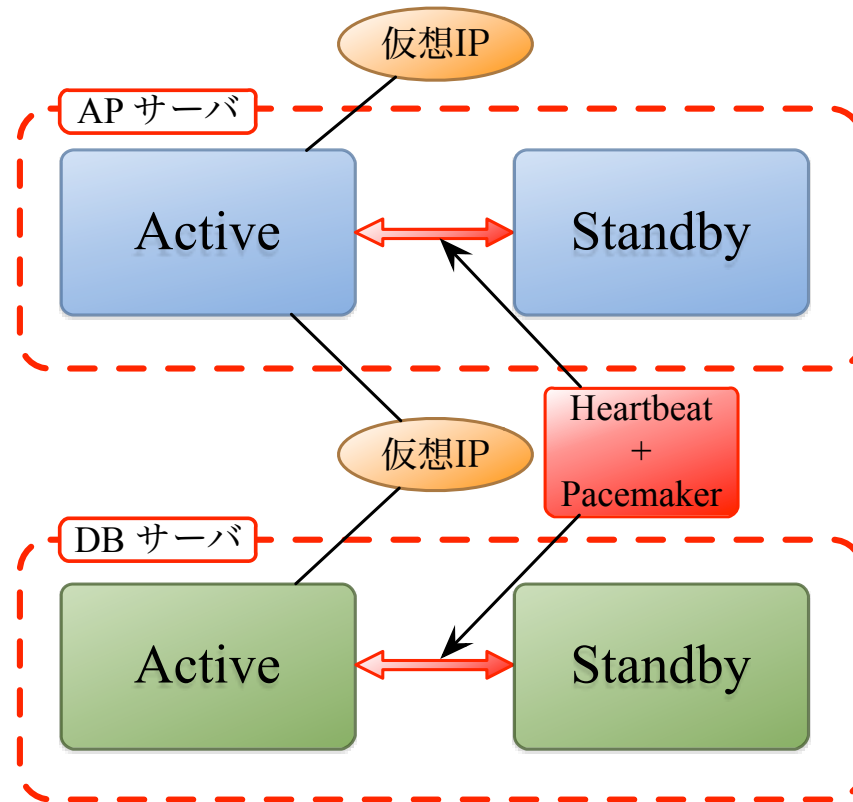 仮想IP
AP サーバ
Active
Standby
Heartbeat
+
Pacemaker
仮想IP
DB サーバ
Active
Standby